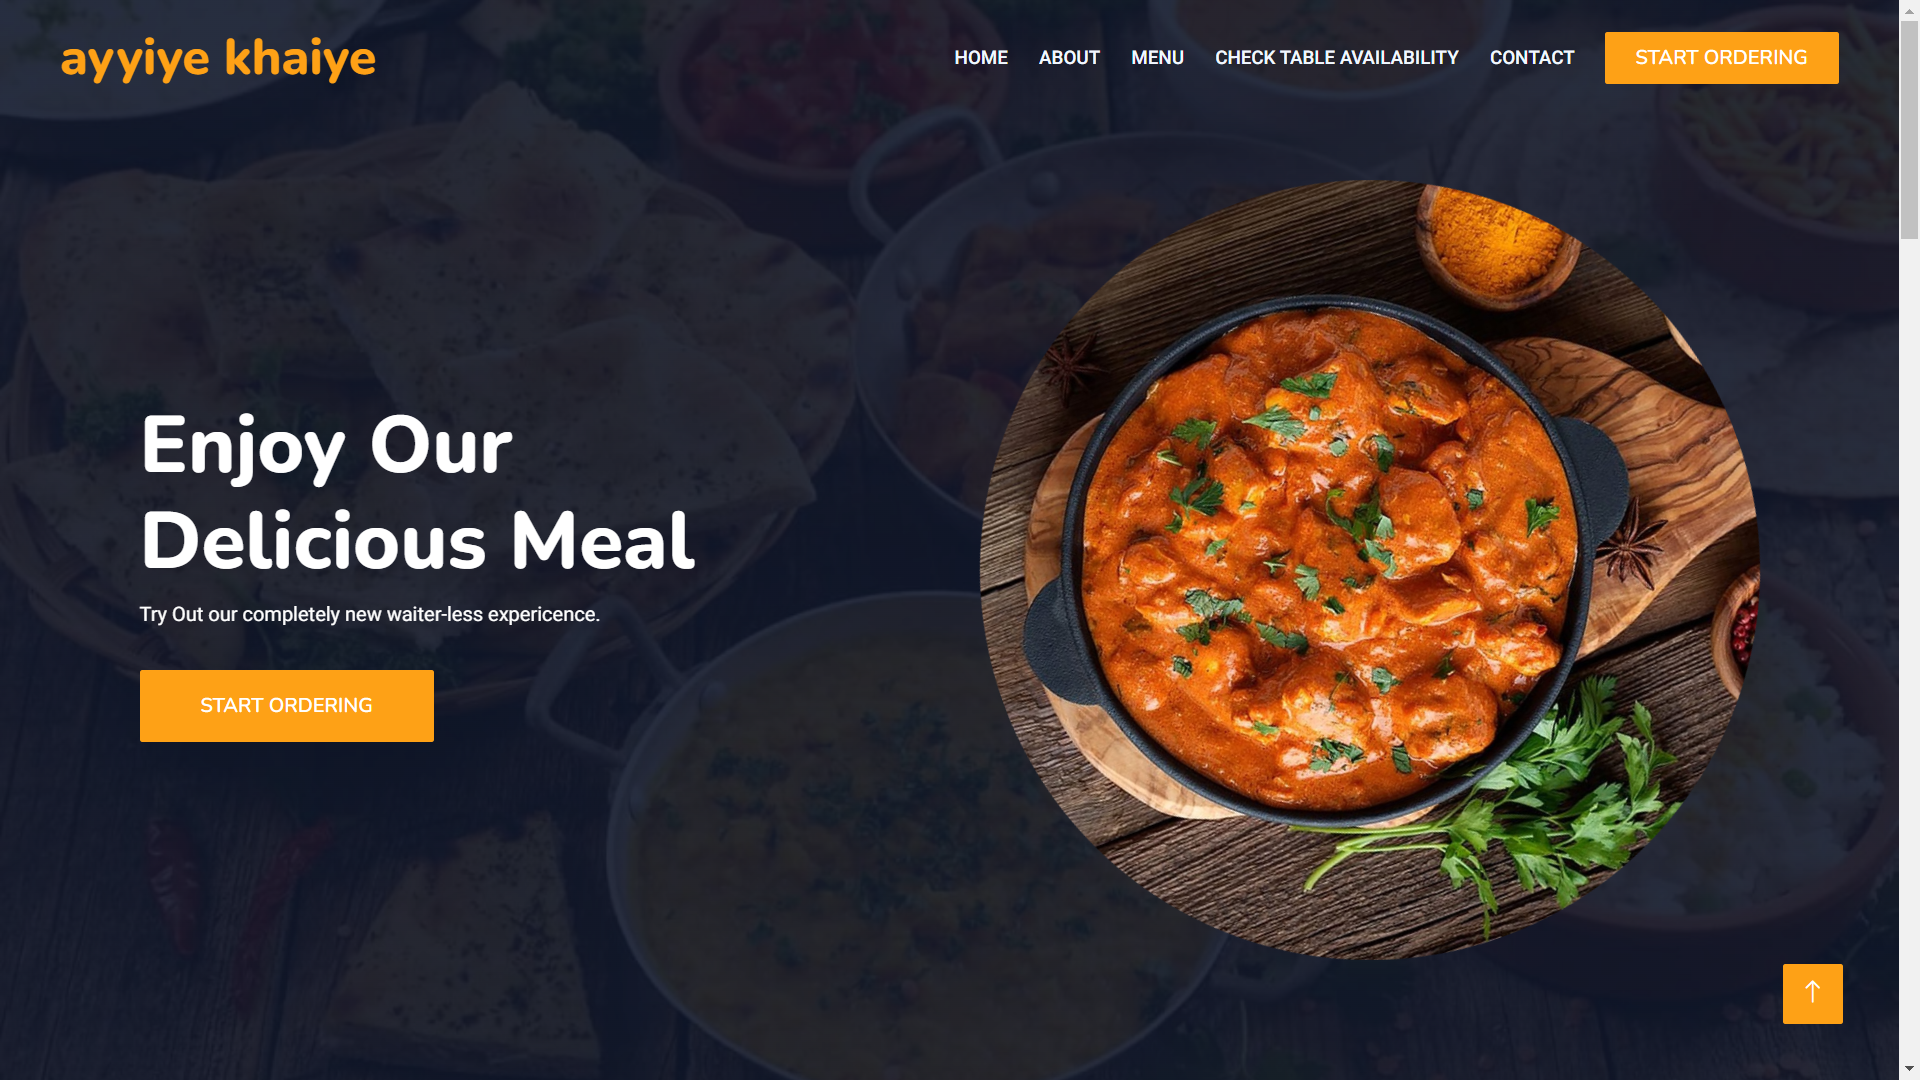 ayyiye khaiye
HOME ABOUT MENU CHECK TABLE AVAILABILITY CONTACT START ORDERING
Enjoy Our
Delicious Meal
Try Out our completely new waiter-less expericence.
START ORDERING